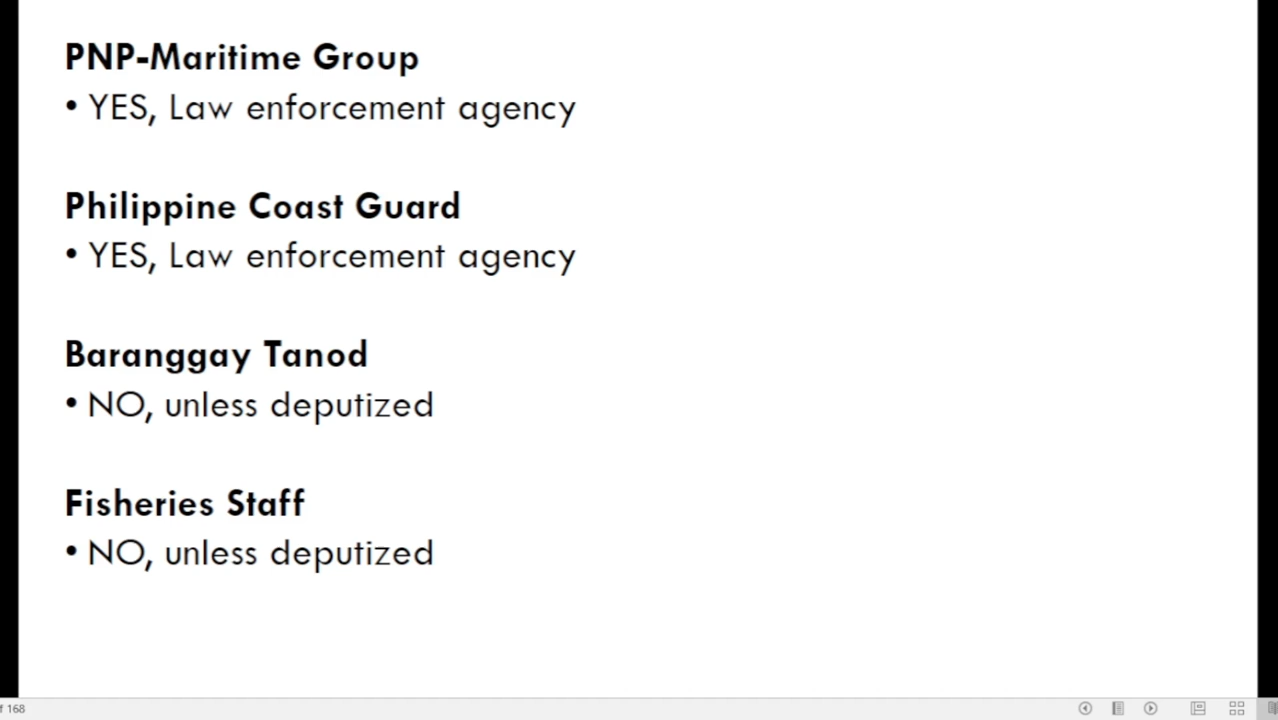 PNP-Maritime Group
• YES, Law enforcement agency
Philippine Coast Guard
• YES, Law enforcement agency
Baranggay Tanod
• NO, unless deputized
Fisheries Staff
• NO, unless deputized
f 168